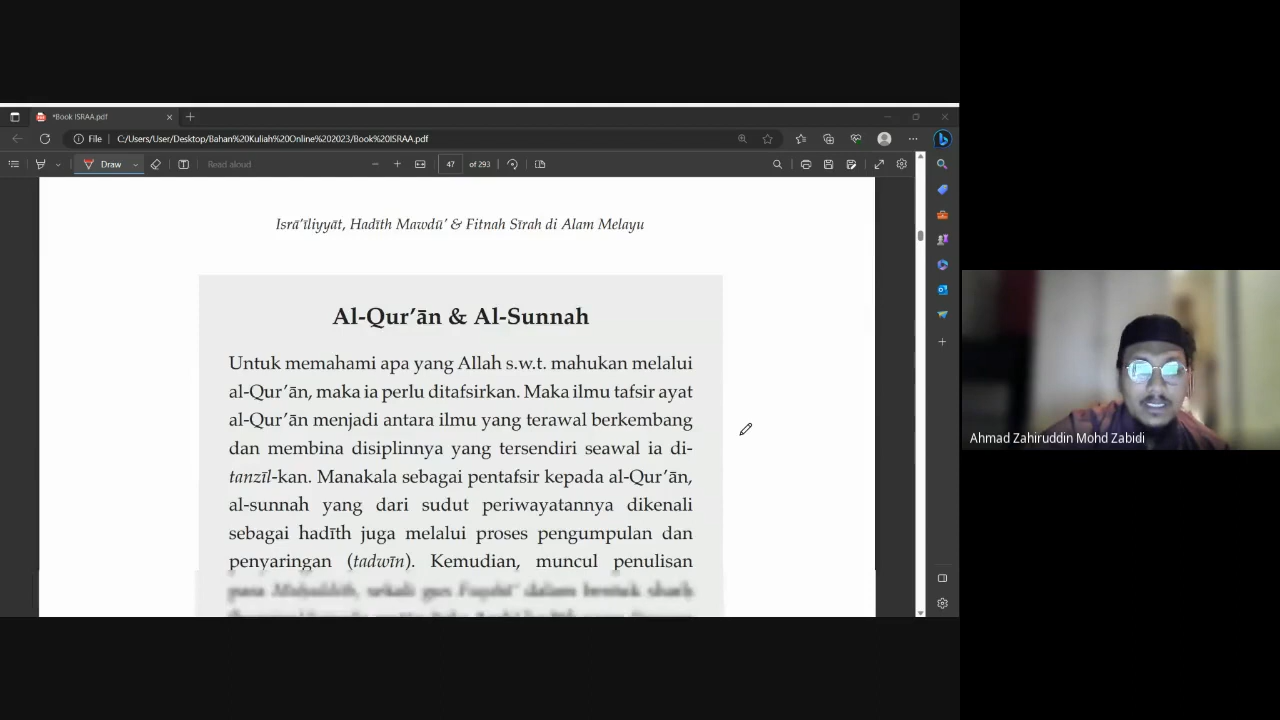 *Book ISRAA.pdf
File
C:/Users/User/Desktop/Bahan%20Kuliah%20Online%202023/Book%20ISRAA.pdf
Draw
Read aloud
47
of 293
Isrā'īliyyāt, Hadīth Mawdū' & Fitnah Sīrah di Alam Melayu
Al-Qur'ān & Al-Sunnah
Untuk memahami apa yang Allah s.w.t. mahukan melalui
al-Qur'ān, maka ia perlu ditafsirkan. Maka ilmu tafsir ayat
al-Qur'ān menjadi antara ilmu yang terawal berkembang
dan membina disiplinnya yang tersendiri seawal ia di-
tanzīl-kan. Manakala sebagai pentafsir kepada al-Qur'ān,
al-sunnah yang dari sudut periwayatannya dikenali
sebagai hadīth juga melalui proses pengumpulan dan
penyaringan (tadwīn). Kemudian, muncul penulisan
Ahmad Zahiruddin Mohd Zabidi